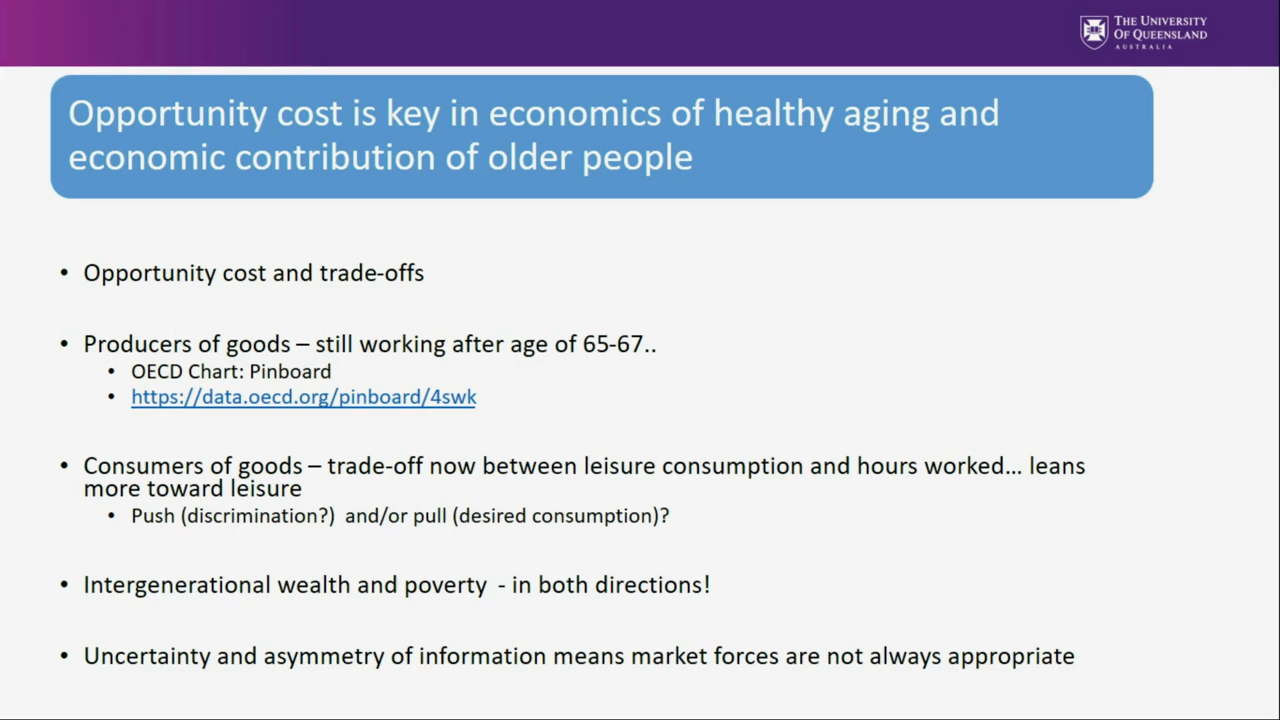 THE UNIVERSITY
OF QUEENSLAND
AUSTRALIA
Opportunity cost is key in economics of healthy aging and
economic contribution of older people
• Opportunity cost and trade-offs
• Producers of goods – still working after age of 65-67..
• OECD Chart: Pinboard
• https://data.oecd.org/pinboard/4swk
• Consumers of goods – trade-off now between leisure consumption and hours worked... leans
more toward leisure
• Push (discrimination?) and/or pull (desired consumption)?
• Intergenerational wealth and poverty - in both directions!
• Uncertainty and asymmetry of information means market forces are not always appropriate